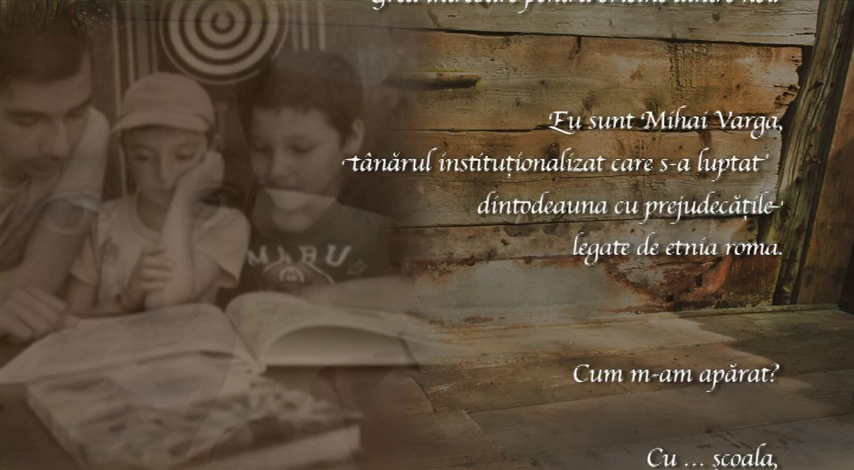 Eu sunt Mihai Varga,
tânărul instituționalizat care s-a luptat
dintodeauna cu prejudecățile
legate de etnia roma.
Cum m-am apărat?
Cu ... școala,